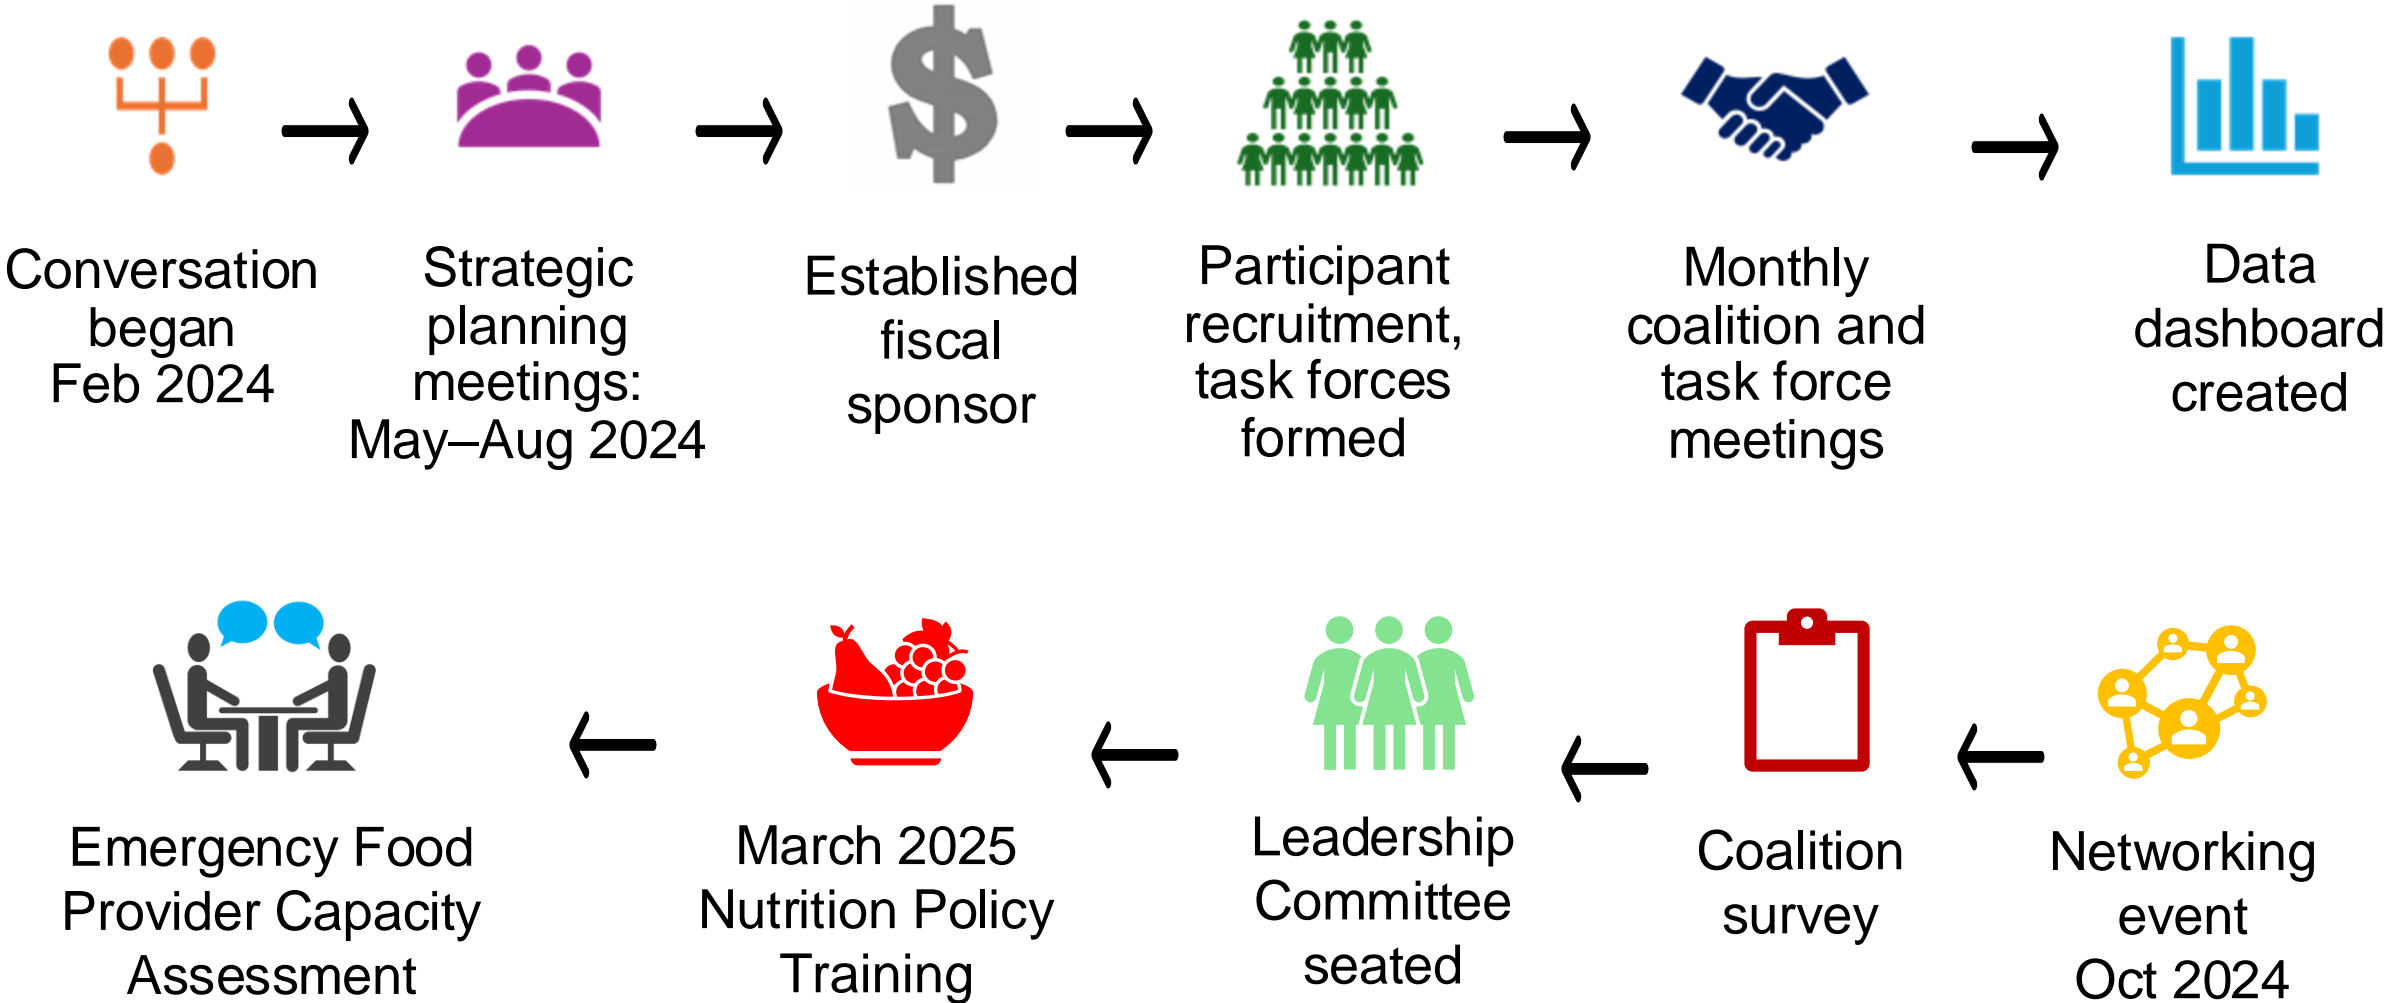 Conversation
began
Feb 2024
Strategic
planning
meetings:
May–Aug 2024
Established
fiscal
sponsor
Participant
recruitment,
task forces
formed
Monthly
coalition and
task force
meetings
Data
dashboard
created
Networking
event
Oct 2024
Coalition
survey
Leadership
Committee
seated
March 2025
Nutrition Policy
Training
Emergency Food
Provider Capacity
Assessment